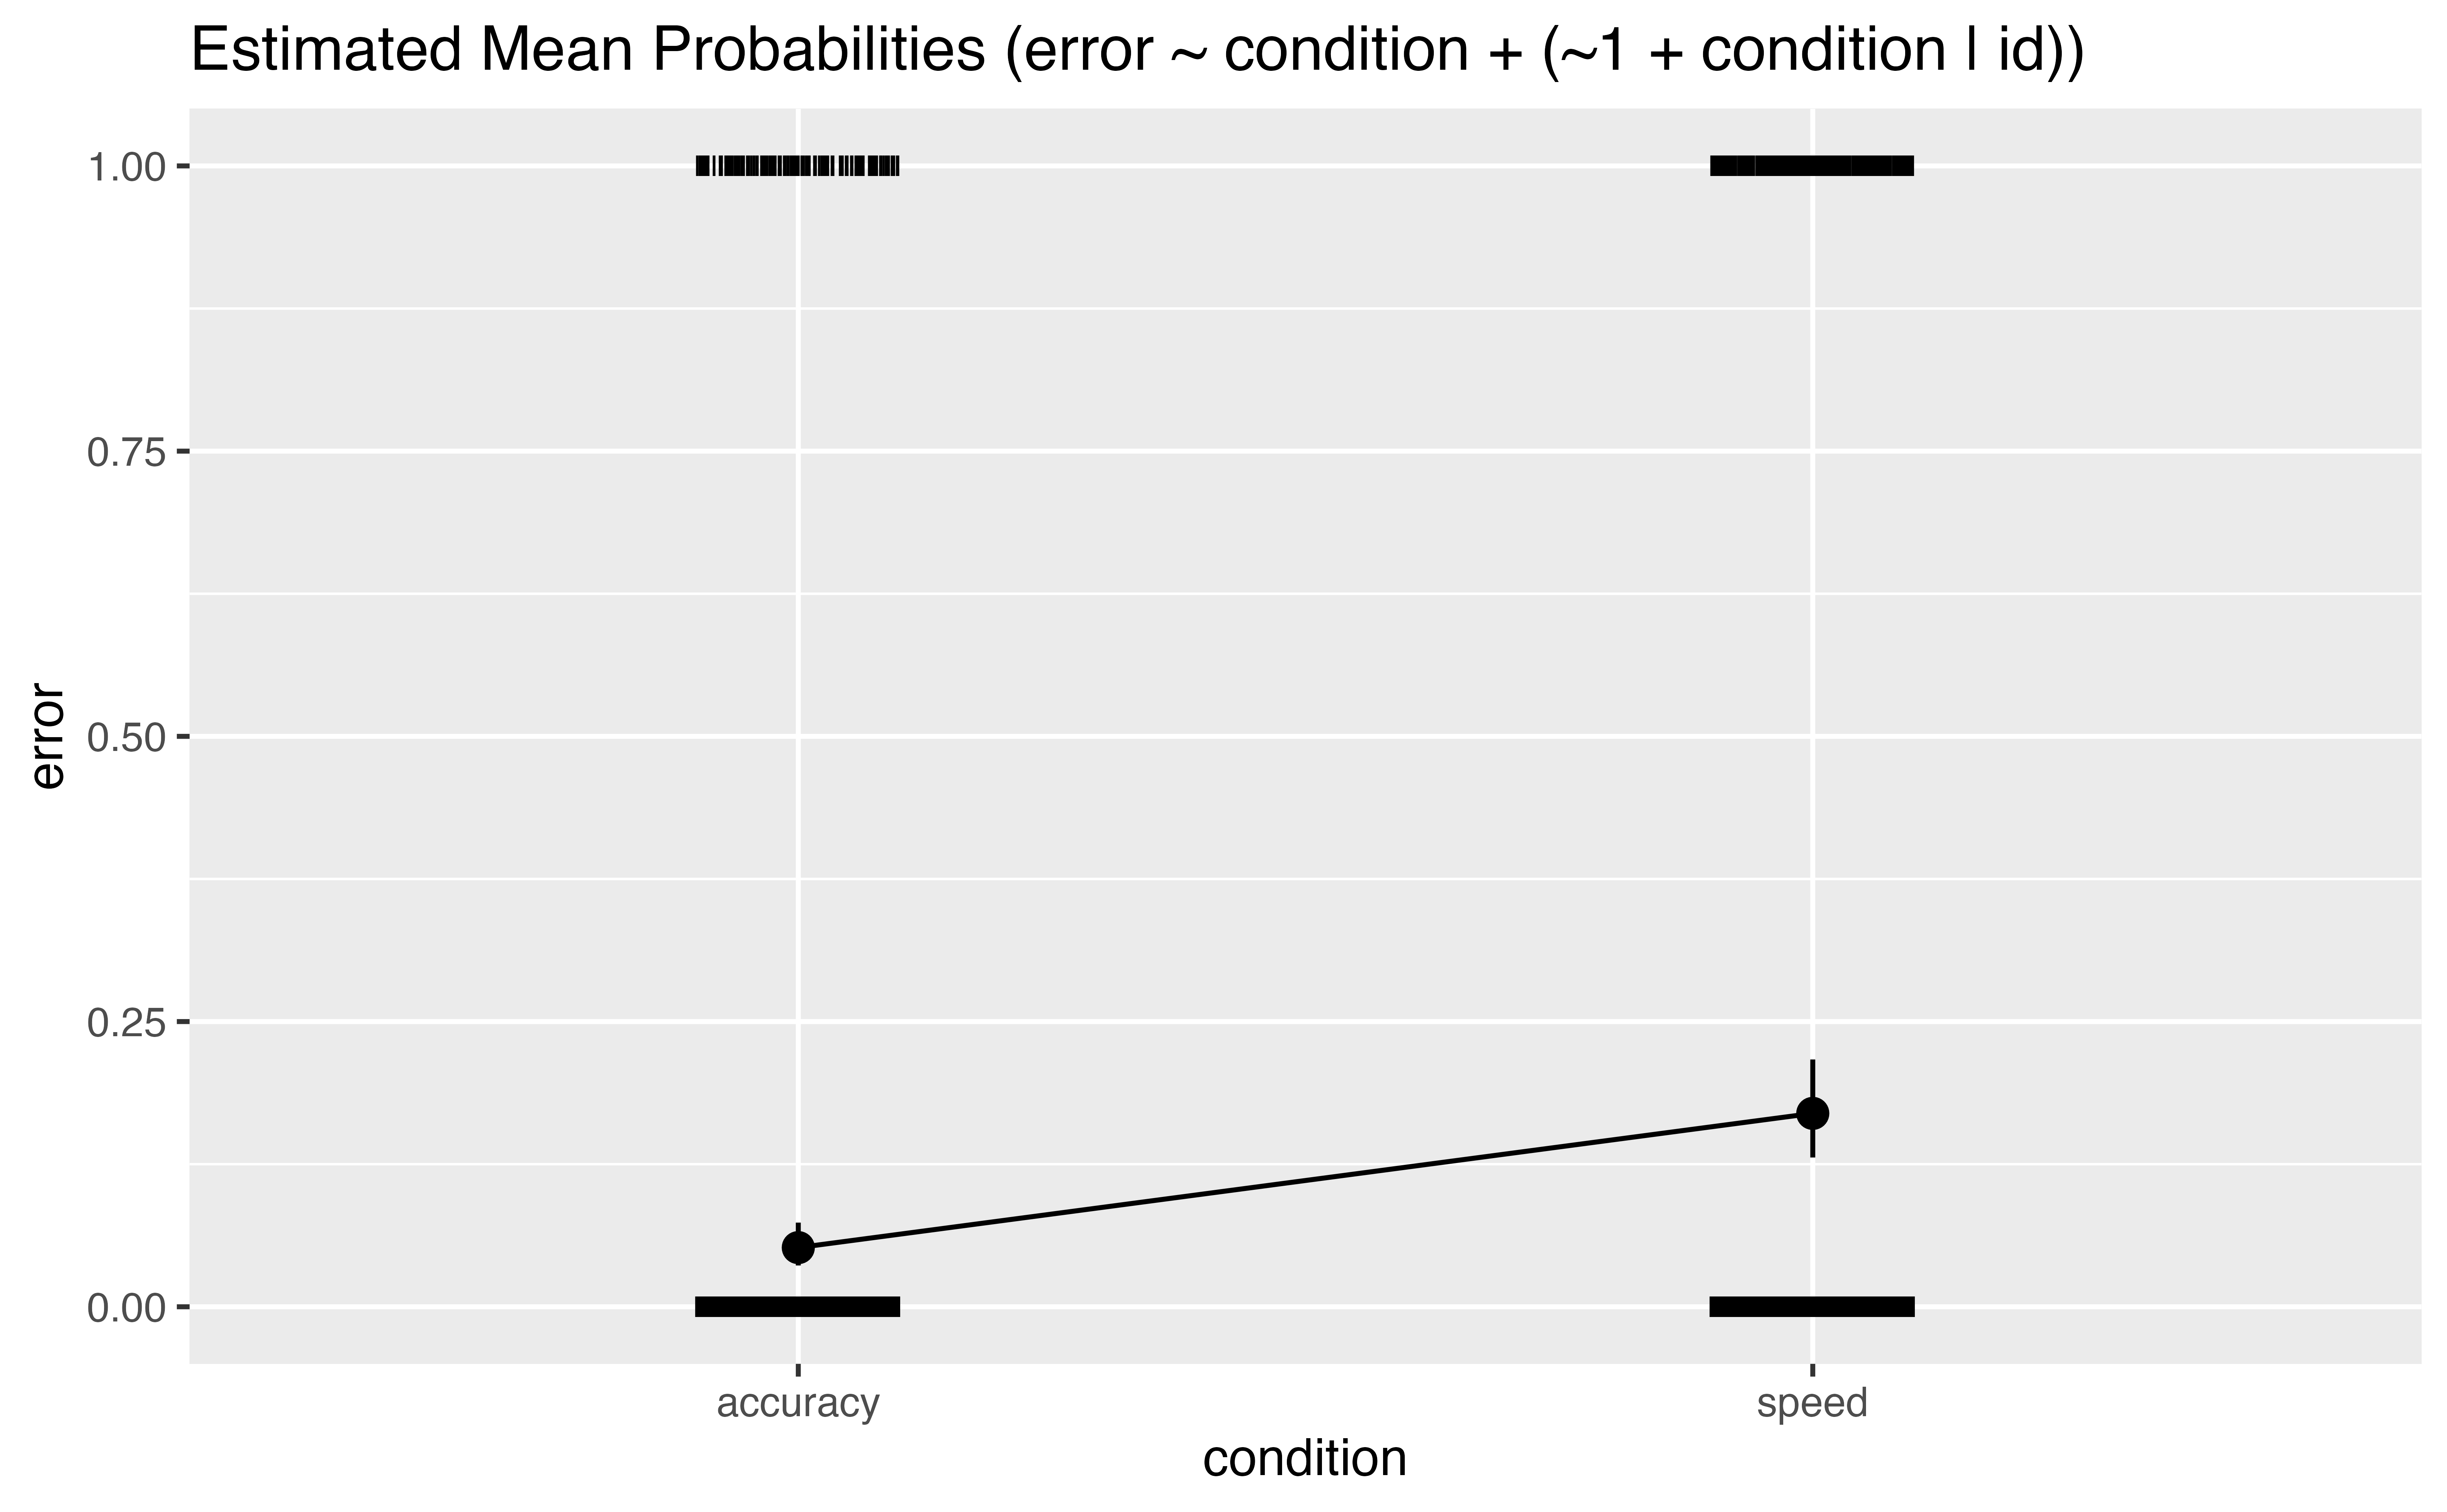 Estimated Mean Probabilities (error ~ condition + (~1 + condition | id))
1.00
0.75
0.50
0.25
0.00
error
accuracy
speed
condition